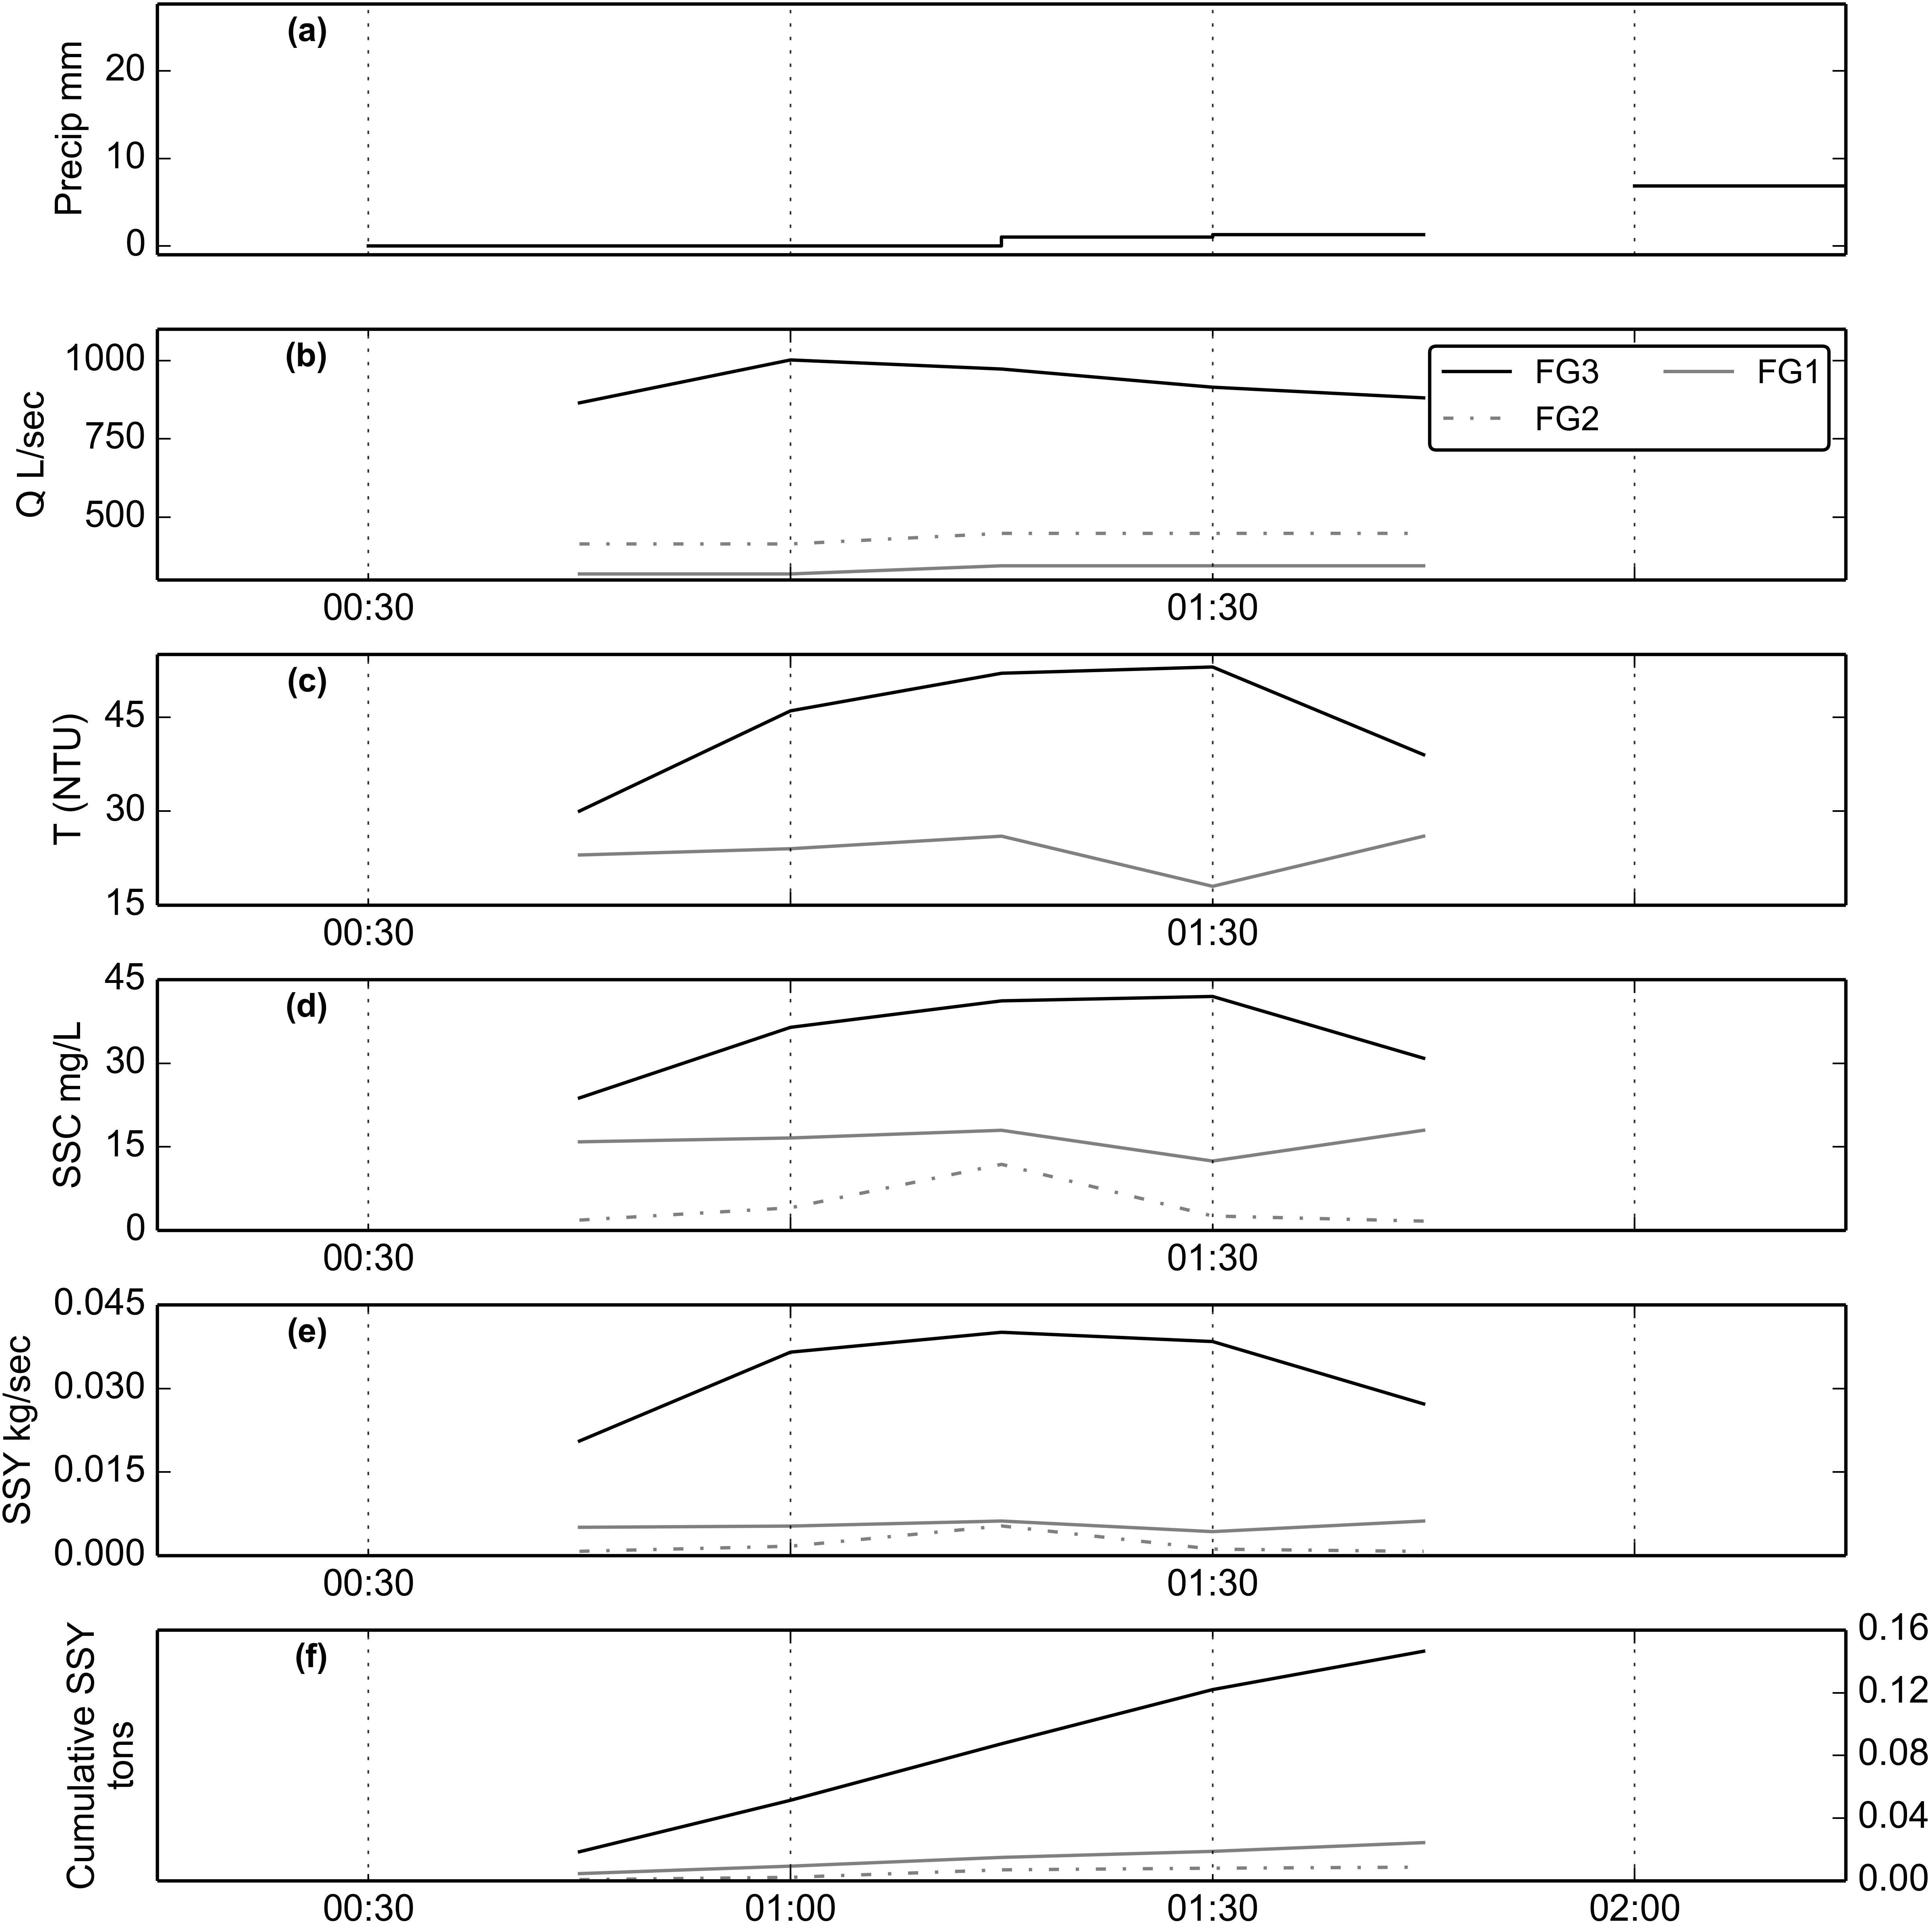 (a)
Precip mm
20
10
0
(b)
Q L/sec
1000
750
500
FG3
FG1
FG2
00:30
01:30
(c)
T (NTU)
45
30
15
00:30
01:30
(d)
SSC mg/L
45
30
15
0
00:30
01:30
(e)
SSY kg/sec
0.045
0.030
0.015
0.000
00:30
01:30
(f)
Cumulative SSY
tons
0.16
0.12
0.08
0.04
0.00
00:30
01:00
01:30
02:00